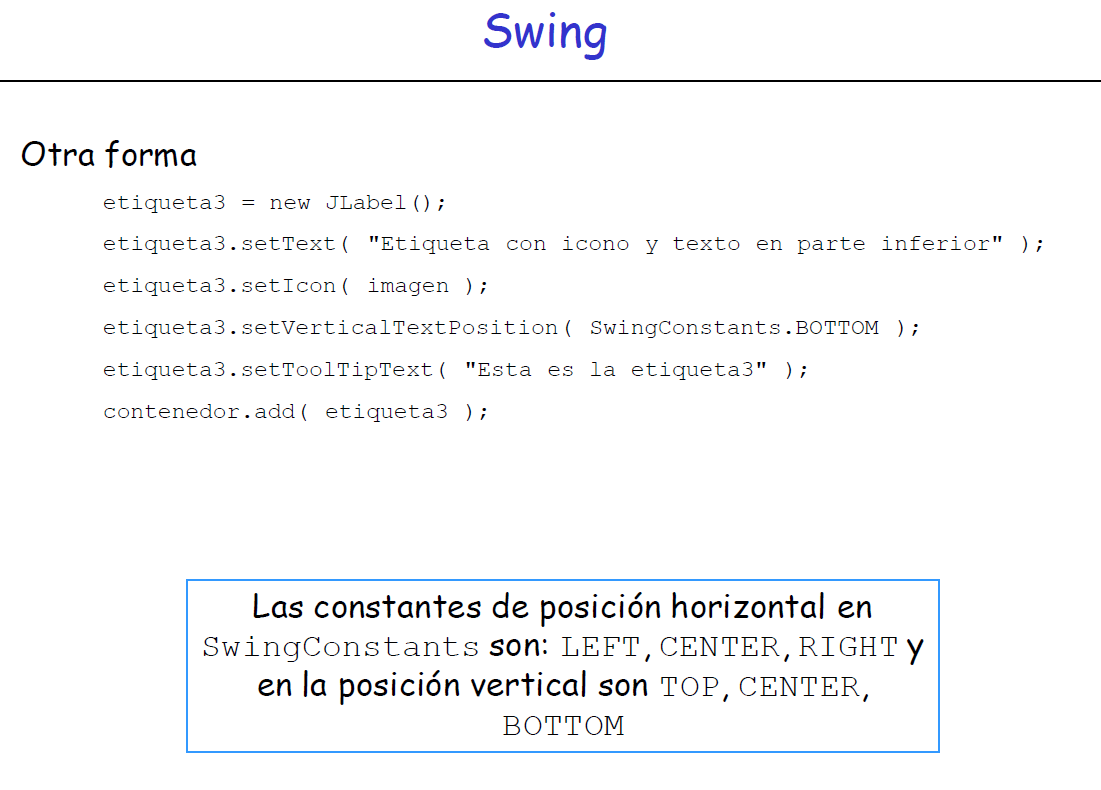 Swing
Otra forma
etiqueta3 = new JLabel();
etiqueta3.setText( "Etiqueta con icono y texto en parte inferior" );
etiqueta3.setIcon( imagen );
etiqueta3.setVerticalTextPosition( SwingConstants.BOTTOM );
etiqueta3.setToolTipText( "Esta es la etiqueta3" );
contenedor.add( etiqueta3 );
Las constantes de posición horizontal en
SwingConstants son: LEFT, CENTER, RIGHT y
en la posición vertical son TOP, CENTER,
BOTTOM